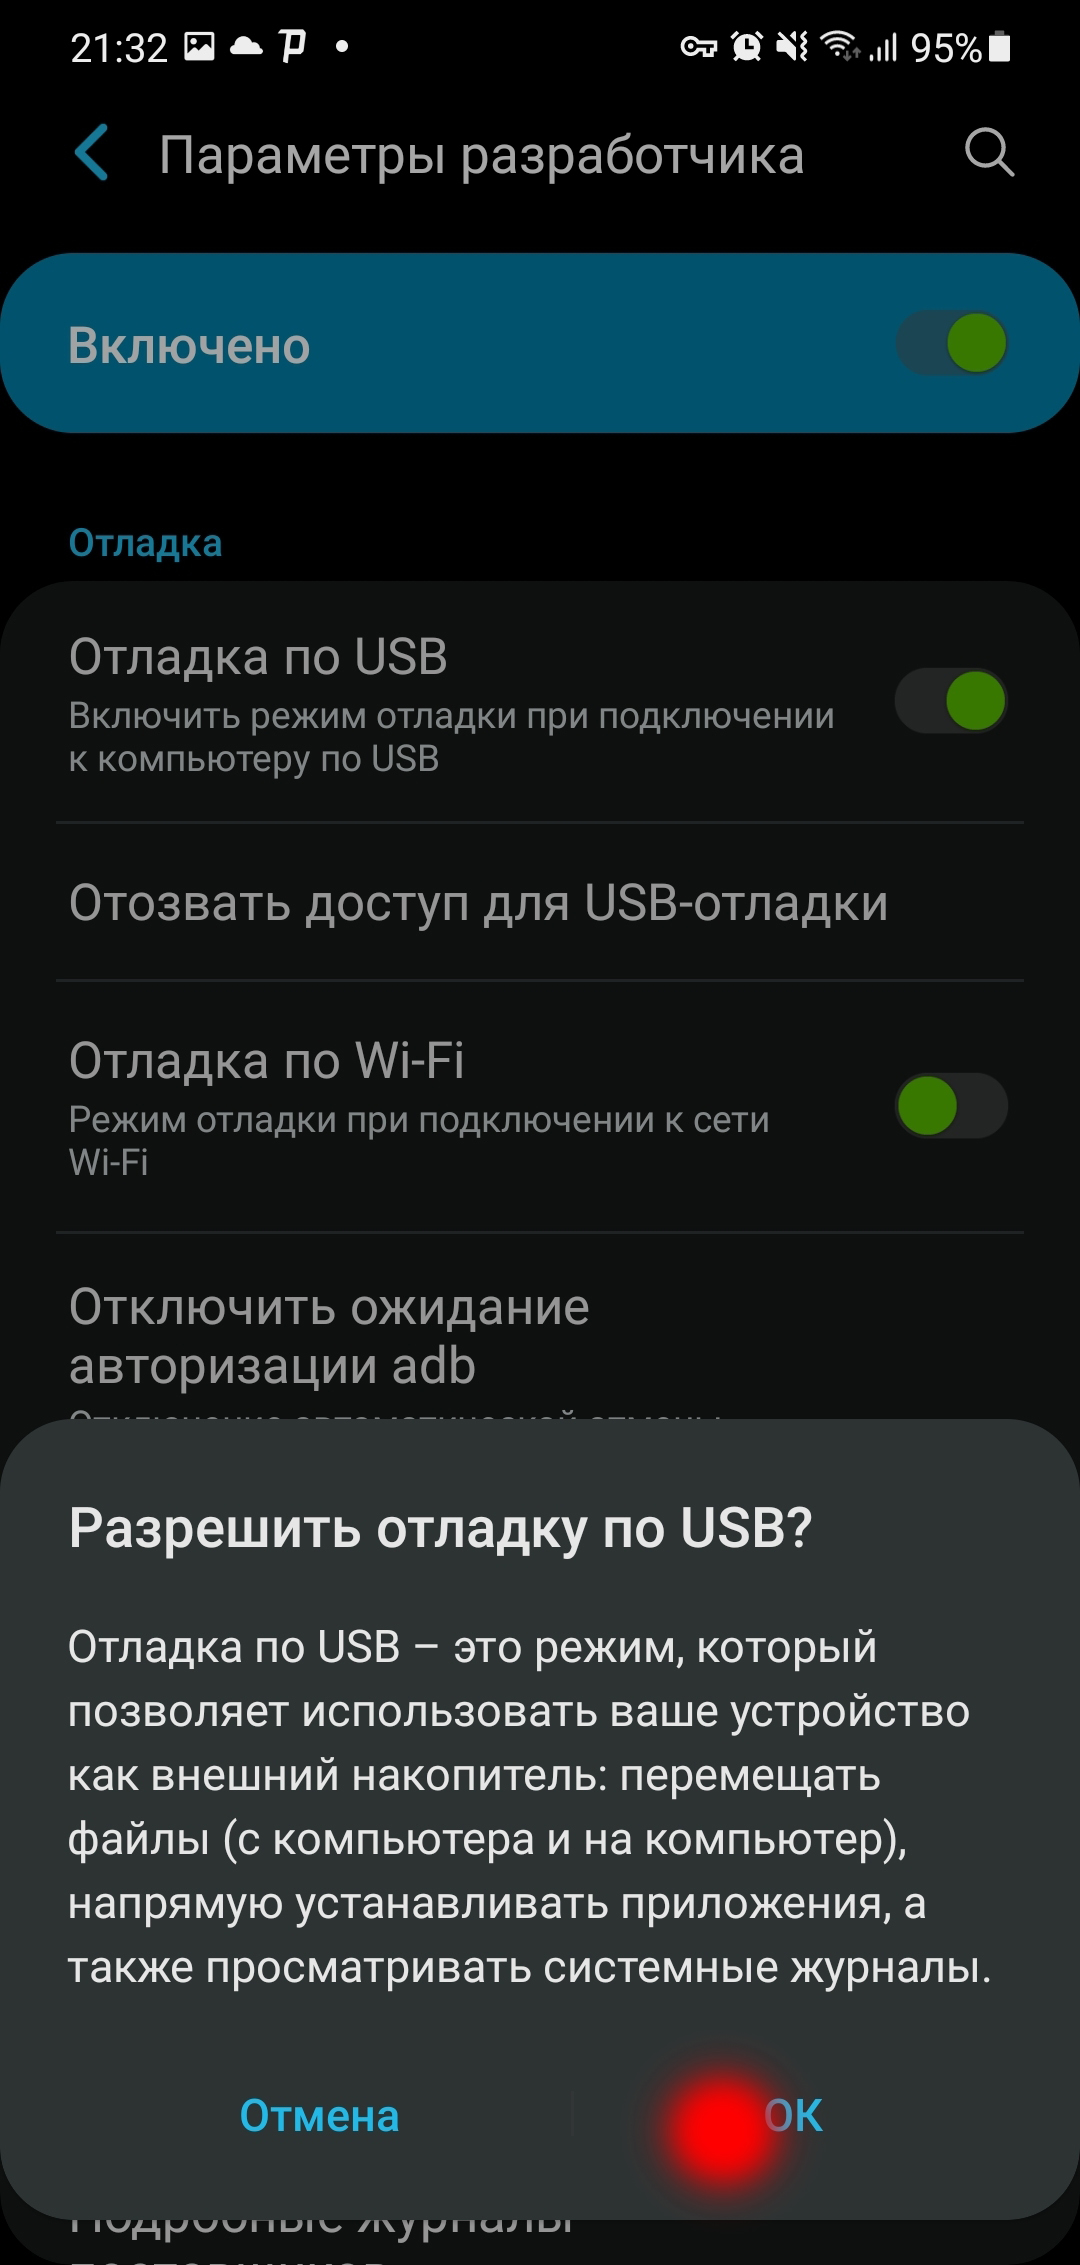 21:32 95%
Параметры разработчика
Включено
Отладка
Отладка по USB
Включить режим отладки при подключении
к компьютеру по USB
Отозвать доступ для USB-отладки
Отладка по Wi-Fi
Режим отладки при подключении к сети
Wi-Fi
Отключить ожидание
авторизации adb
Разрешить отладку по USB?
Отладка по USB – это режим, который
позволяет использовать ваше устройство
как внешний накопитель: перемещать
файлы (с компьютера и на компьютер),
напрямую устанавливать приложения, а
также просматривать системные журналы.
Отмена ОК
Подробные журналы